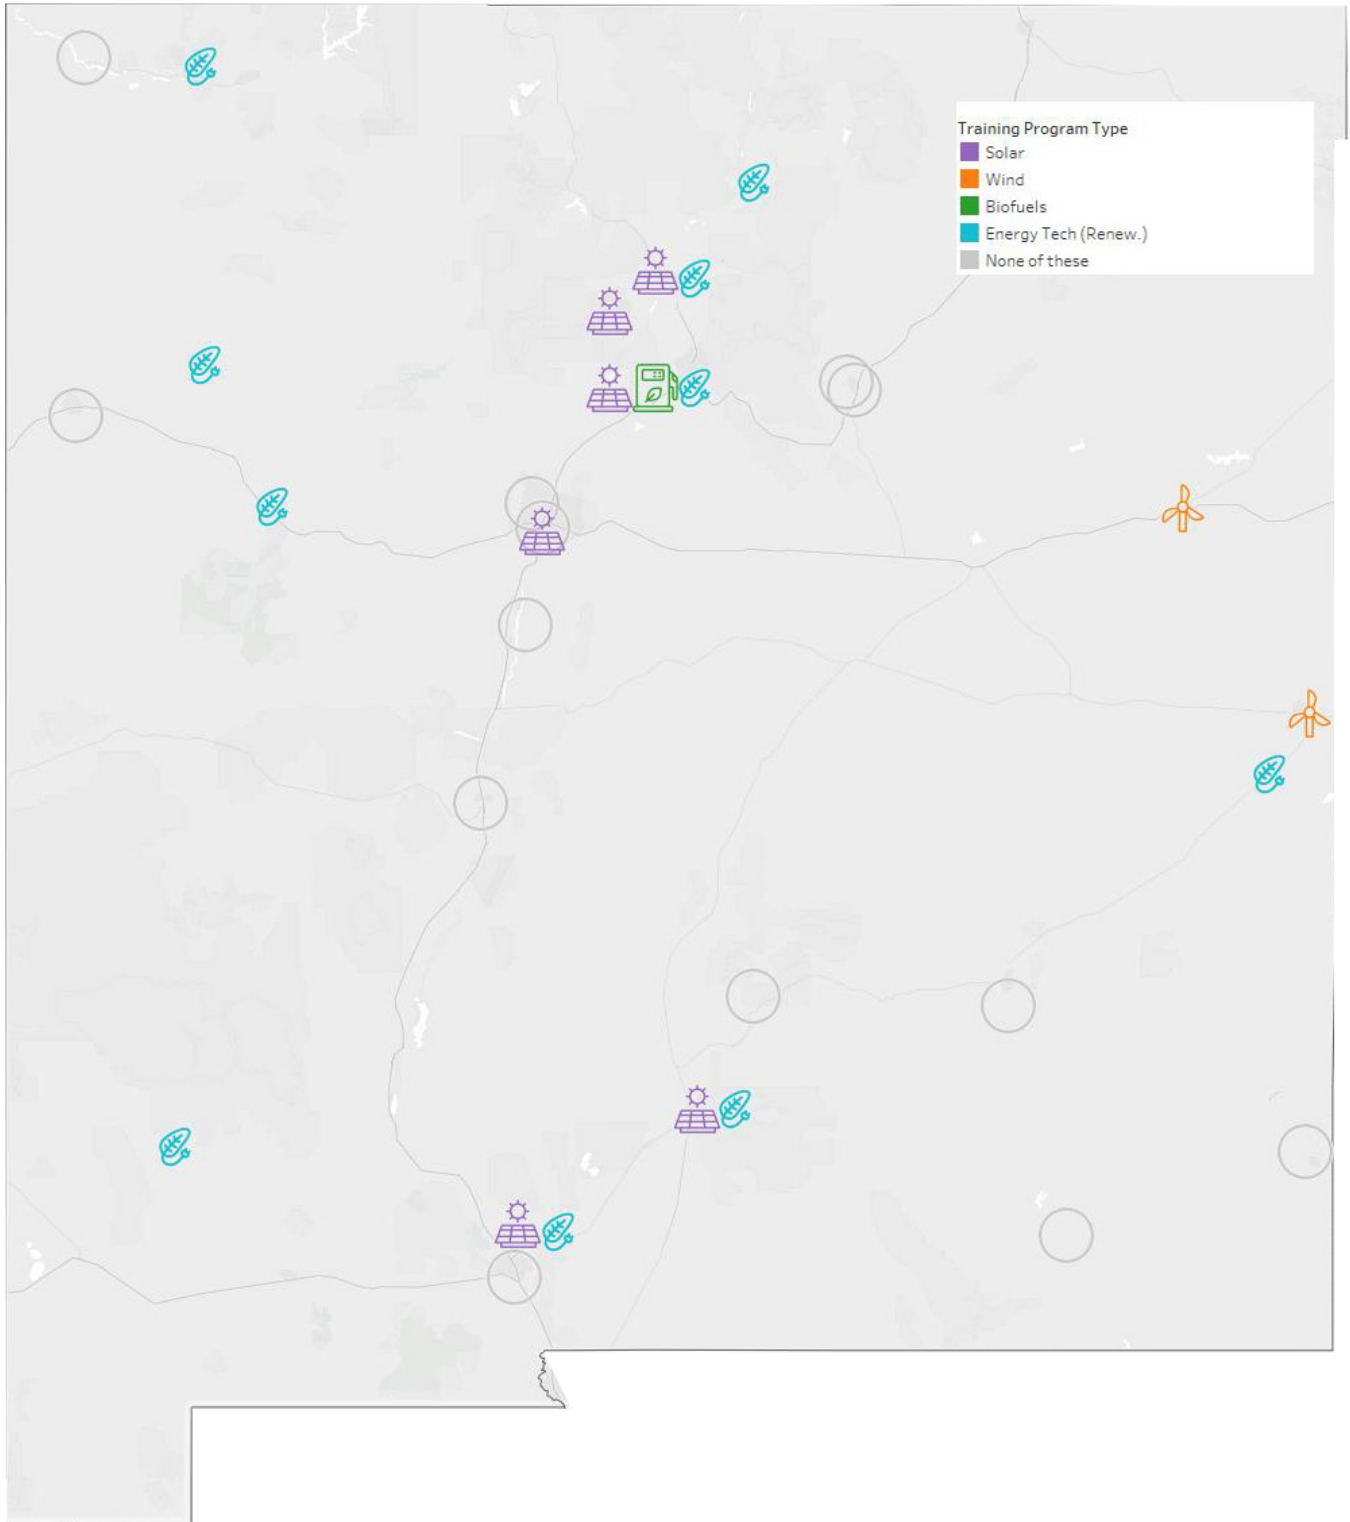 Training Program Type
Solar
Wind
Biofuels
Energy Tech (Renew.)
None of these